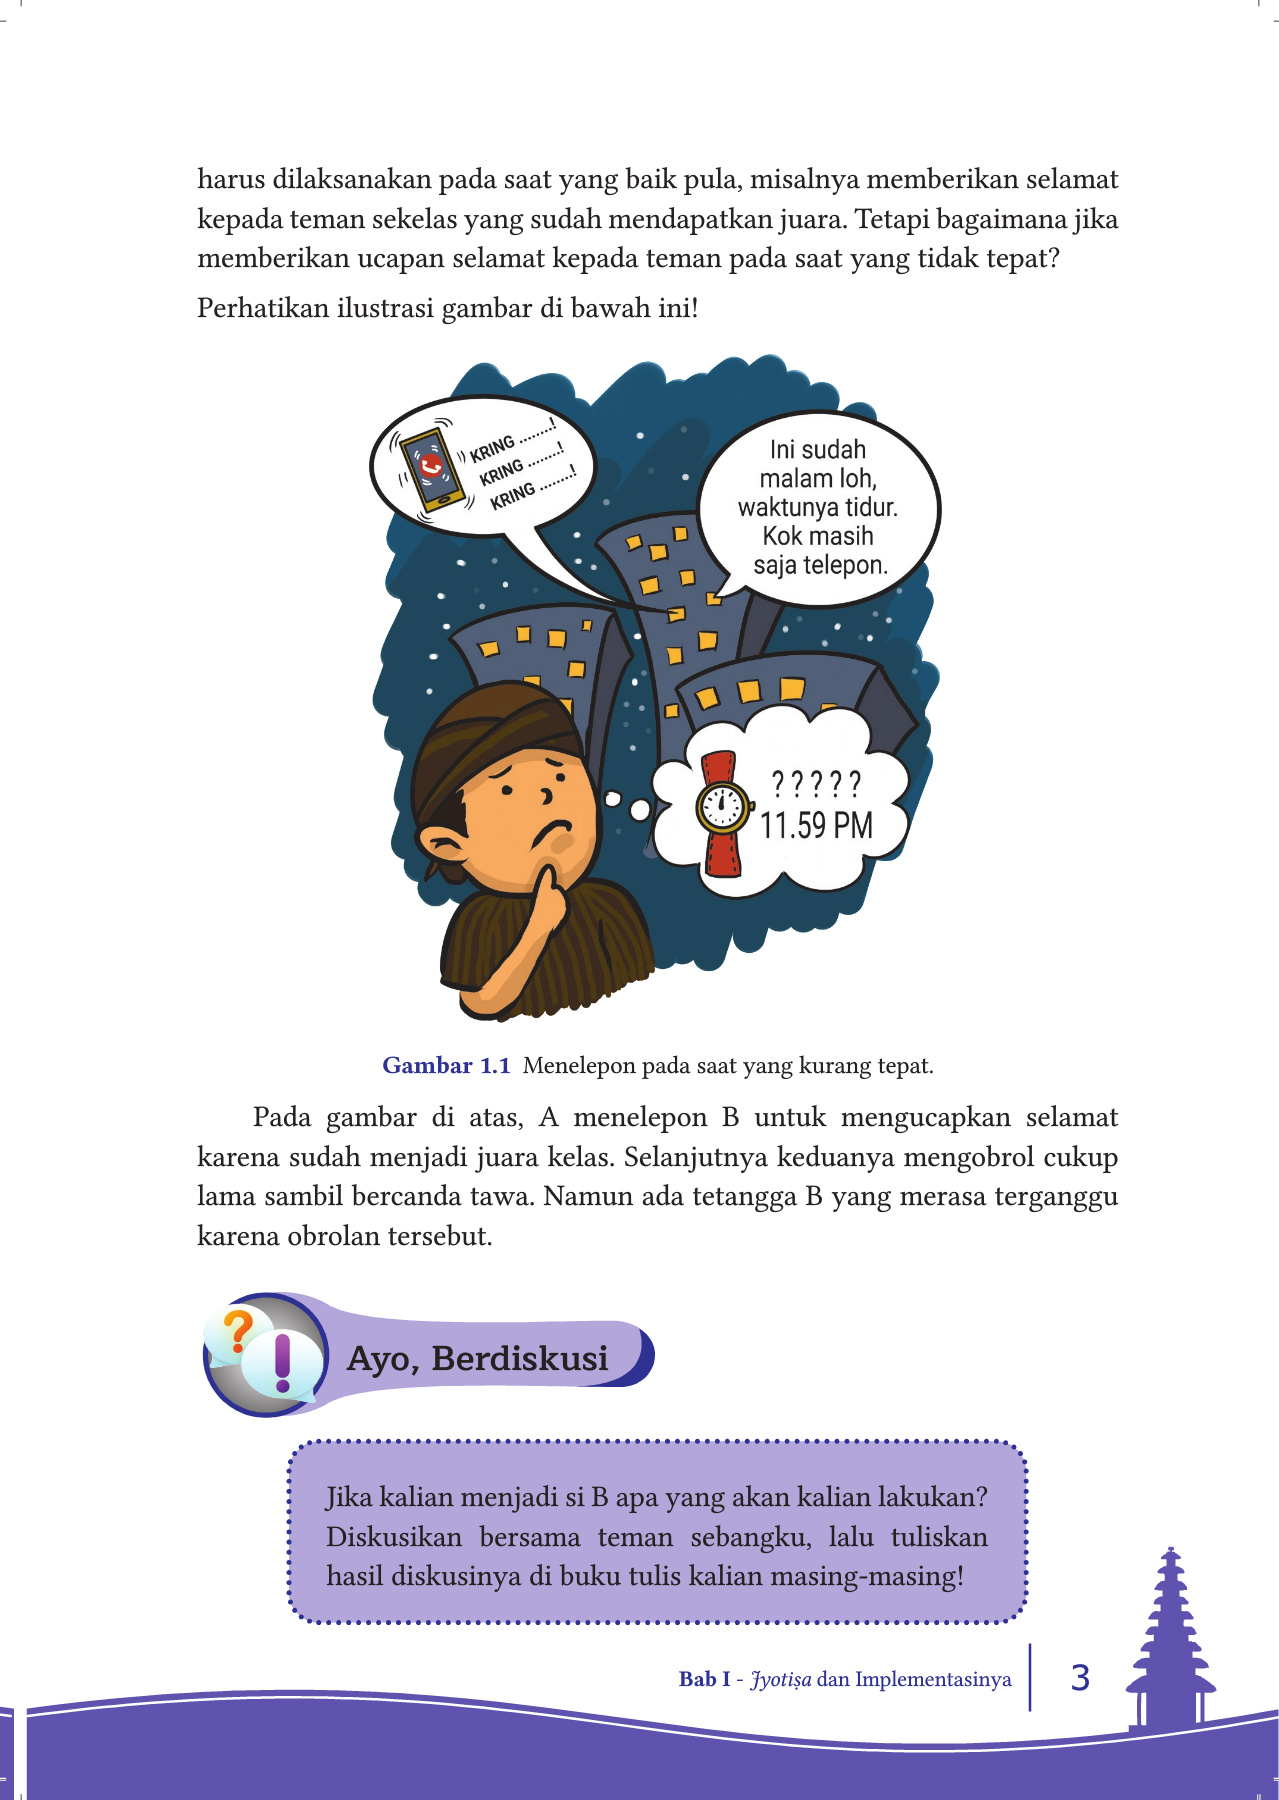 harus dilaksanakan pada saat yang baik pula, misalnya memberikan selamat
kepada teman sekelas yang sudah mendapatkan juara. Tetapi bagaimana jika
memberikan ucapan selamat kepada teman pada saat yang tidak tepat?
Perhatikan ilustrasi gambar di bawah ini!
KRING ........!
KRING ........!
KRING ........!
Ini sudah
malam loh,
waktunya tidur.
Kok masih
saja telepon.
?????
11.59 PM
Gambar 1.1 Menelepon pada saat yang kurang tepat.
Pada gambar di atas, A menelepon B untuk mengucapkan selamat
karena sudah menjadi juara kelas. Selanjutnya keduanya mengobrol cukup
lama sambil bercanda tawa. Namun ada tetangga B yang merasa terganggu
karena obrolan tersebut.
Ayo, Berdiskusi
Jika kalian menjadi si B apa yang akan kalian lakukan?
Diskusikan bersama teman sebangku, lalu tuliskan
hasil diskusinya di buku tulis kalian masing-masing!
Bab I - Jyotiṣa dan Implementasinya
3